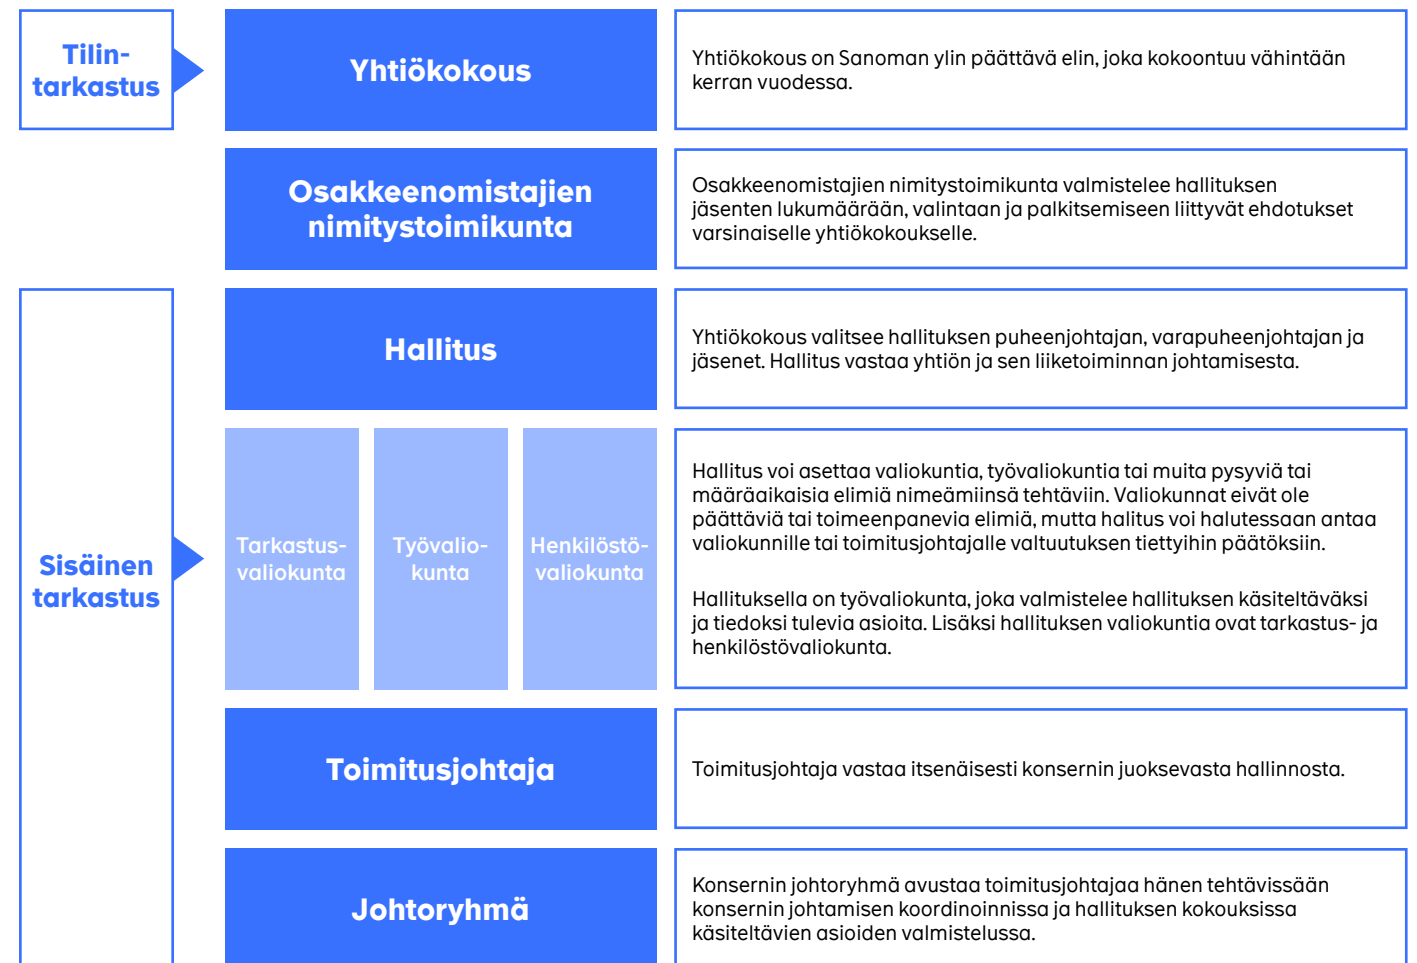 Tilin-
tarkastus
Yhtiökokous
Yhtiökokous on Sanoman ylin päättävä elin, joka kokoontuu vähintään
kerran vuodessa.
Osakkeenomistajien
nimitystoimikunta
Osakkeenomistajien nimitystoimikunta valmistelee hallituksen
jäsenten lukumäärään, valintaan ja palkitsemiseen liittyvät ehdotukset
varsinaiselle yhtiökokoukselle.
Hallitus
Yhtiökokous valitsee hallituksen puheenjohtajan, varapuheenjohtajan ja
jäsenet. Hallitus vastaa yhtiön ja sen liiketoiminnan johtamisesta.
Sisäinen
tarkastus
Tarkastus-
valiokunta
Työvalio-
kunta
Henkilöstö-
valiokunta
Hallitus voi asettaa valiokuntia, työvaliokuntia tai muita pysyviä tai
määräaikaisia elimiä nimeämiinsä tehtäviin. Valiokunnat eivät ole
päättäviä tai toimeenpanevia elimiä, mutta halitus voi halutessaan antaa
valiokunnille tai toimitusjohtajalle valtuutuksen tiettyihin päätöksiin.
Hallituksella on työvaliokunta, joka valmistelee hallituksen käsiteltäväksi
ja tiedoksi tulevia asioita. Lisäksi hallituksen valiokuntia ovat tarkastus- ja
henkilöstövaliokunta.
Toimitusjohtaja
Toimitusjohtaja vastaa itsenäisesti konsernin juoksevasta hallinnosta.
Johtoryhmä
Konsernin johtoryhmä avustaa toimitusjohtajaa hänen tehtävissään
konsernin johtamisen koordinoinnissa ja hallituksen kokouksissa
käsiteltävien asioiden valmistelussa.